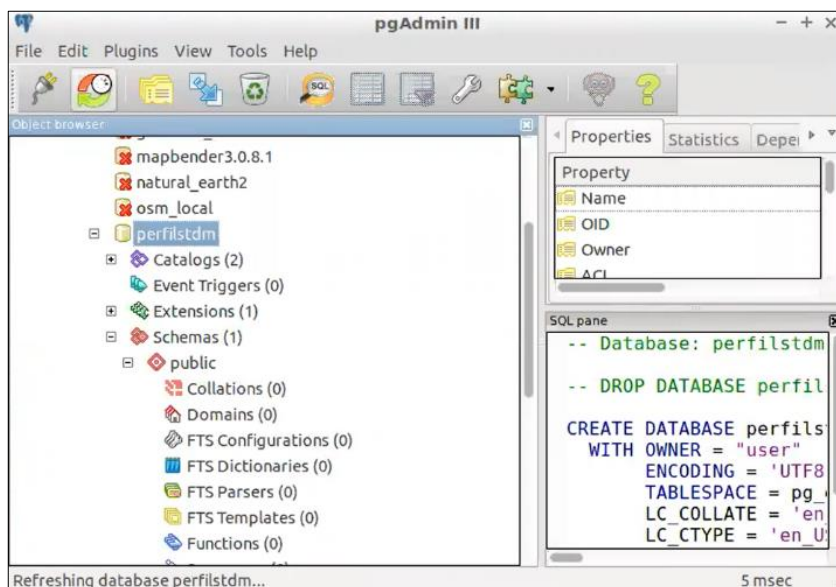 pgAdmin III
File Edit Plugins View Tools Help
SQL
Object browser
mapbender3.0.8.1
natural_earth2
osm_local
perfilstdm
Catalogs (2)
Event Triggers (0)
Extensions (1)
Schemas (1)
public
Collations (0)
Domains (0)
FTS Configurations (0)
FTS Dictionaries (0)
FTS Parsers (0)
FTS Templates (0)
Functions (0)
Properties Statistics Depe
Property
Name
OID
Owner
ACL
SQL pane
-- Database: perfilstdm
-- DROP DATABASE perfil
CREATE DATABASE perfils
WITH OWNER = "user"
ENCODING = 'UTF8
TABLESPACE = pg_
LC_COLLATE = 'en_
LC_CTYPE = 'en_U
Refreshing database perfilstdm... 5 msec